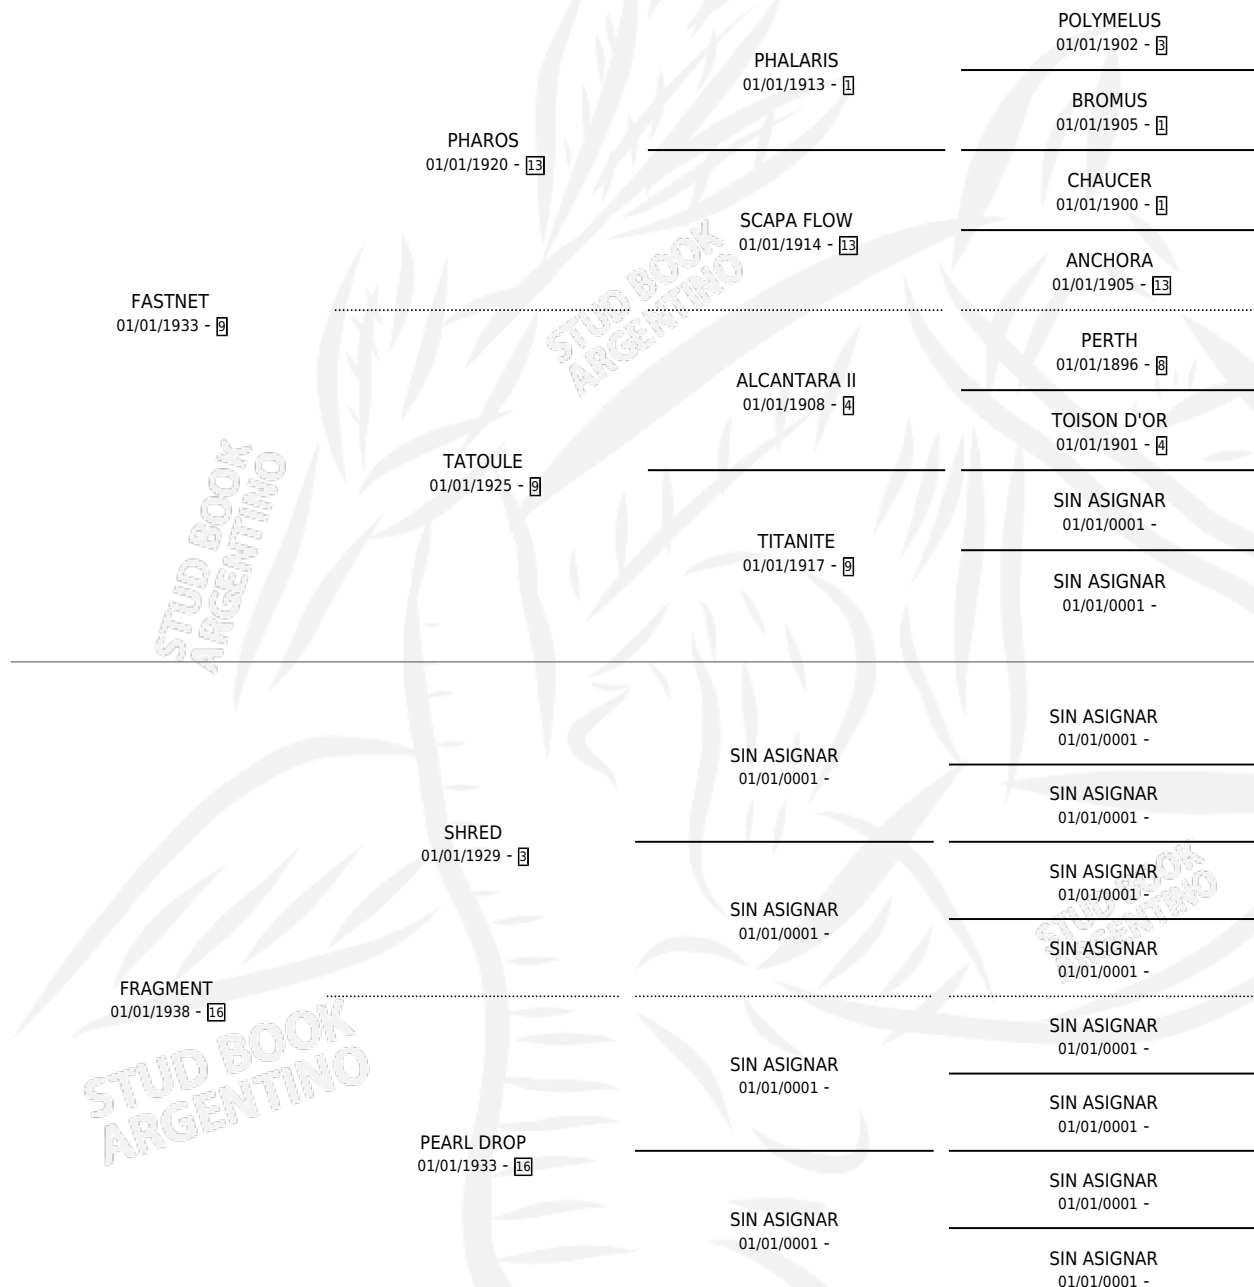 POLYMELUS
01/01/1902 - 3
PHALARIS
01/01/1913 - 1
BROMUS
01/01/1905 - 1
PHAROS
01/01/1920 - 13
CHAUCER
01/01/1900 - 1
SCAPA FLOW
01/01/1914 - 13
ANCHORA
01/01/1905 - 13
FASTNET
01/01/1933 - 9
PERTH
01/01/1896 - 8
ALCANTARA II
01/01/1908 - 4
TOISON D'OR
01/01/1901 - 4
TATOULE
01/01/1925 - 9
SIN ASIGNAR
01/01/0001 -
TITANITE
01/01/1917 - 9
SIN ASIGNAR
01/01/0001 -
SIN ASIGNAR
01/01/0001 -
SIN ASIGNAR
01/01/0001 -
SIN ASIGNAR
01/01/0001 -
SHRED
01/01/1929 - 3
SIN ASIGNAR
01/01/0001 -
SIN ASIGNAR
01/01/0001 -
SIN ASIGNAR
01/01/0001 -
FRAGMENT
01/01/1938 - 16
SIN ASIGNAR
01/01/0001 -
SIN ASIGNAR
01/01/0001 -
SIN ASIGNAR
01/01/0001 -
PEARL DROP
01/01/1933 - 16
SIN ASIGNAR
01/01/0001 -
SIN ASIGNAR
01/01/0001 -
SIN ASIGNAR
01/01/0001 -
STUD BOOK
ARGENTINO
STUD BOOK
ARGENTINO
STUD BOOK
ARGENTINO
STUD BOOK
ARGENTINO